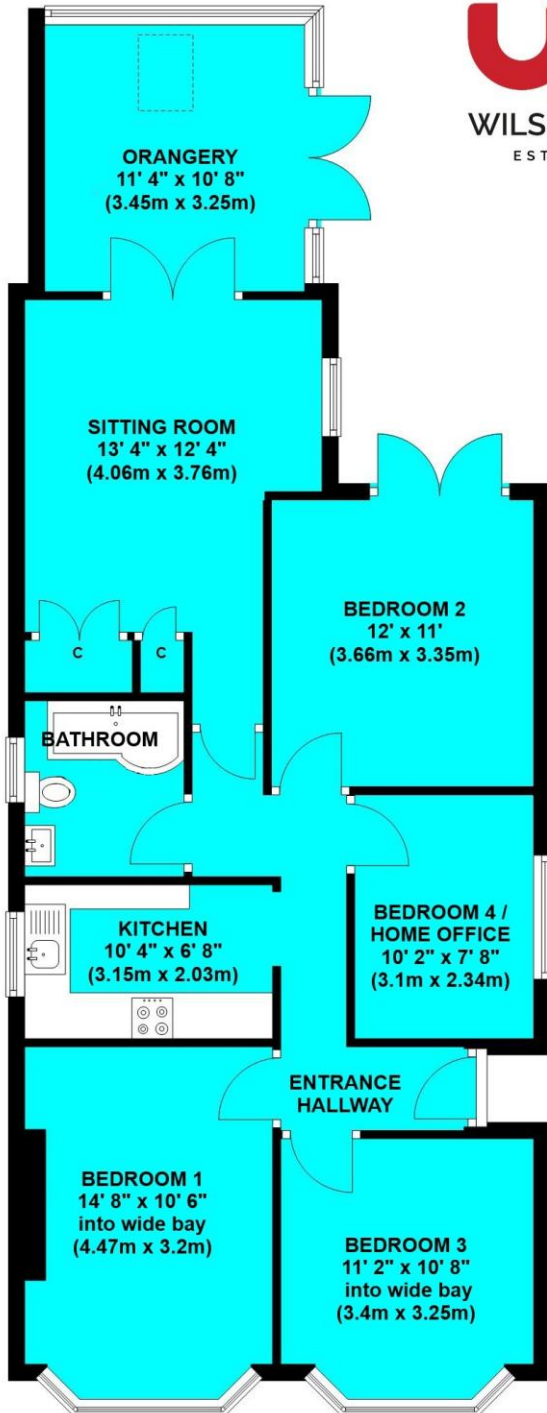 ORANGERY
11' 4" x 10' 8"
(3.45m x 3.25m)
SITTING ROOM
13' 4" x 12' 4"
(4.06m x 3.76m)
C
C
BEDROOM 2
12' x 11'
(3.66m x 3.35m)
BATHROOM
KITCHEN
10' 4" x 6' 8"
(3.15m x 2.03m)
BEDROOM 4 /
HOME OFFICE
10' 2" x 7' 8"
(3.1m x 2.34m)
ENTRANCE
HALLWAY
BEDROOM 1
14' 8" x 10' 6"
into wide bay
(4.47m x 3.2m)
BEDROOM 3
11' 2" x 10' 8"
into wide bay
(3.4m x 3.25m)
WILS
EST